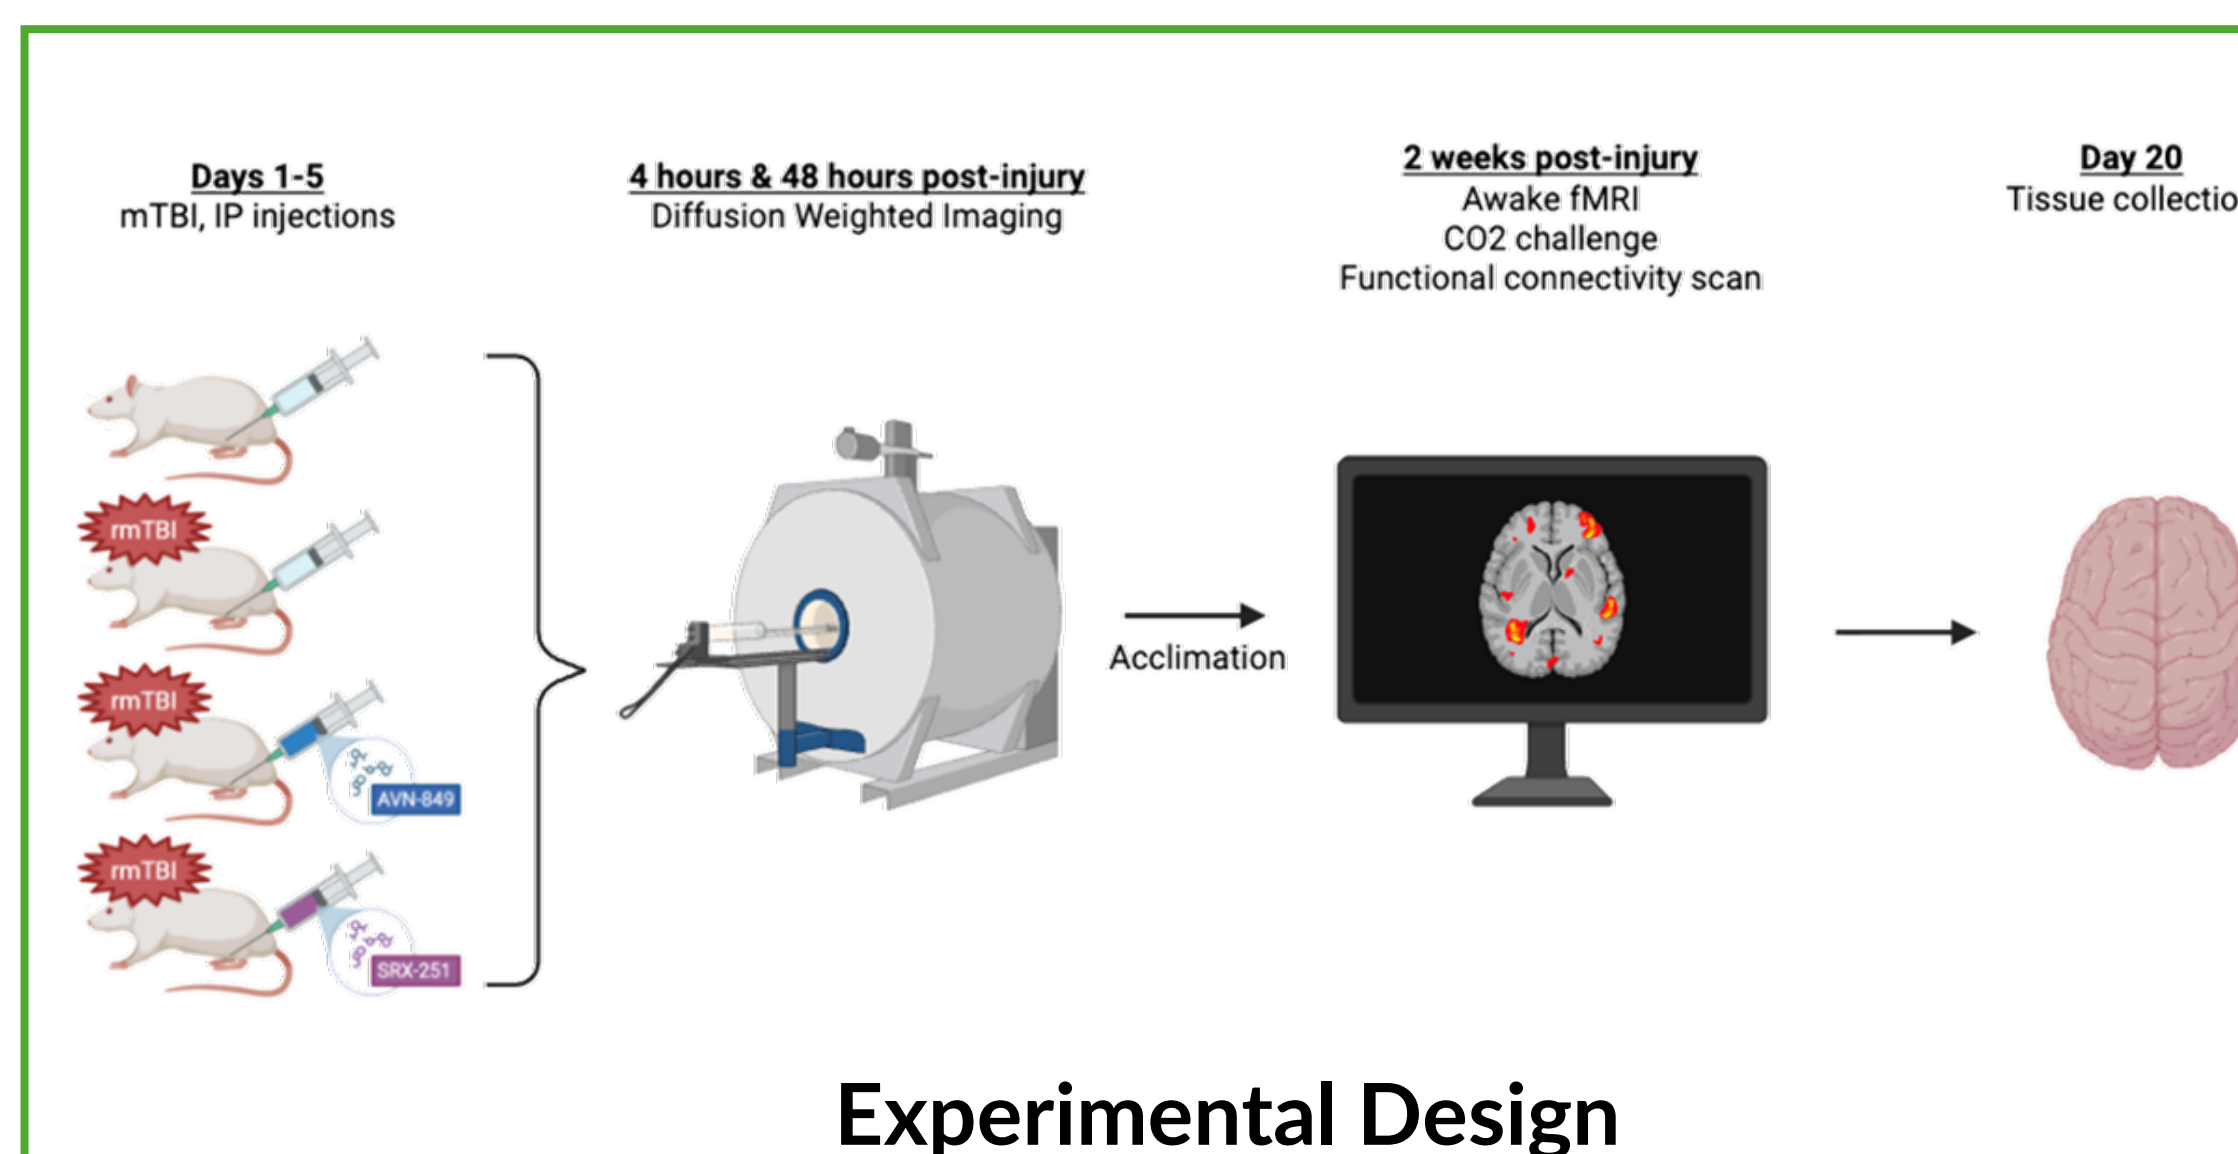 Days 1-5
mTBI, IP injections
4 hours & 48 hours post-injury
Diffusion Weighted Imaging
2 weeks post-injury
Awake fMRI
CO2 challenge
Functional connectivity scan
Day 20
Tissue collectio
rmTBI
rmTBI
AVN-849
rmTBI
SRX-251
Acclimation
Experimental Design